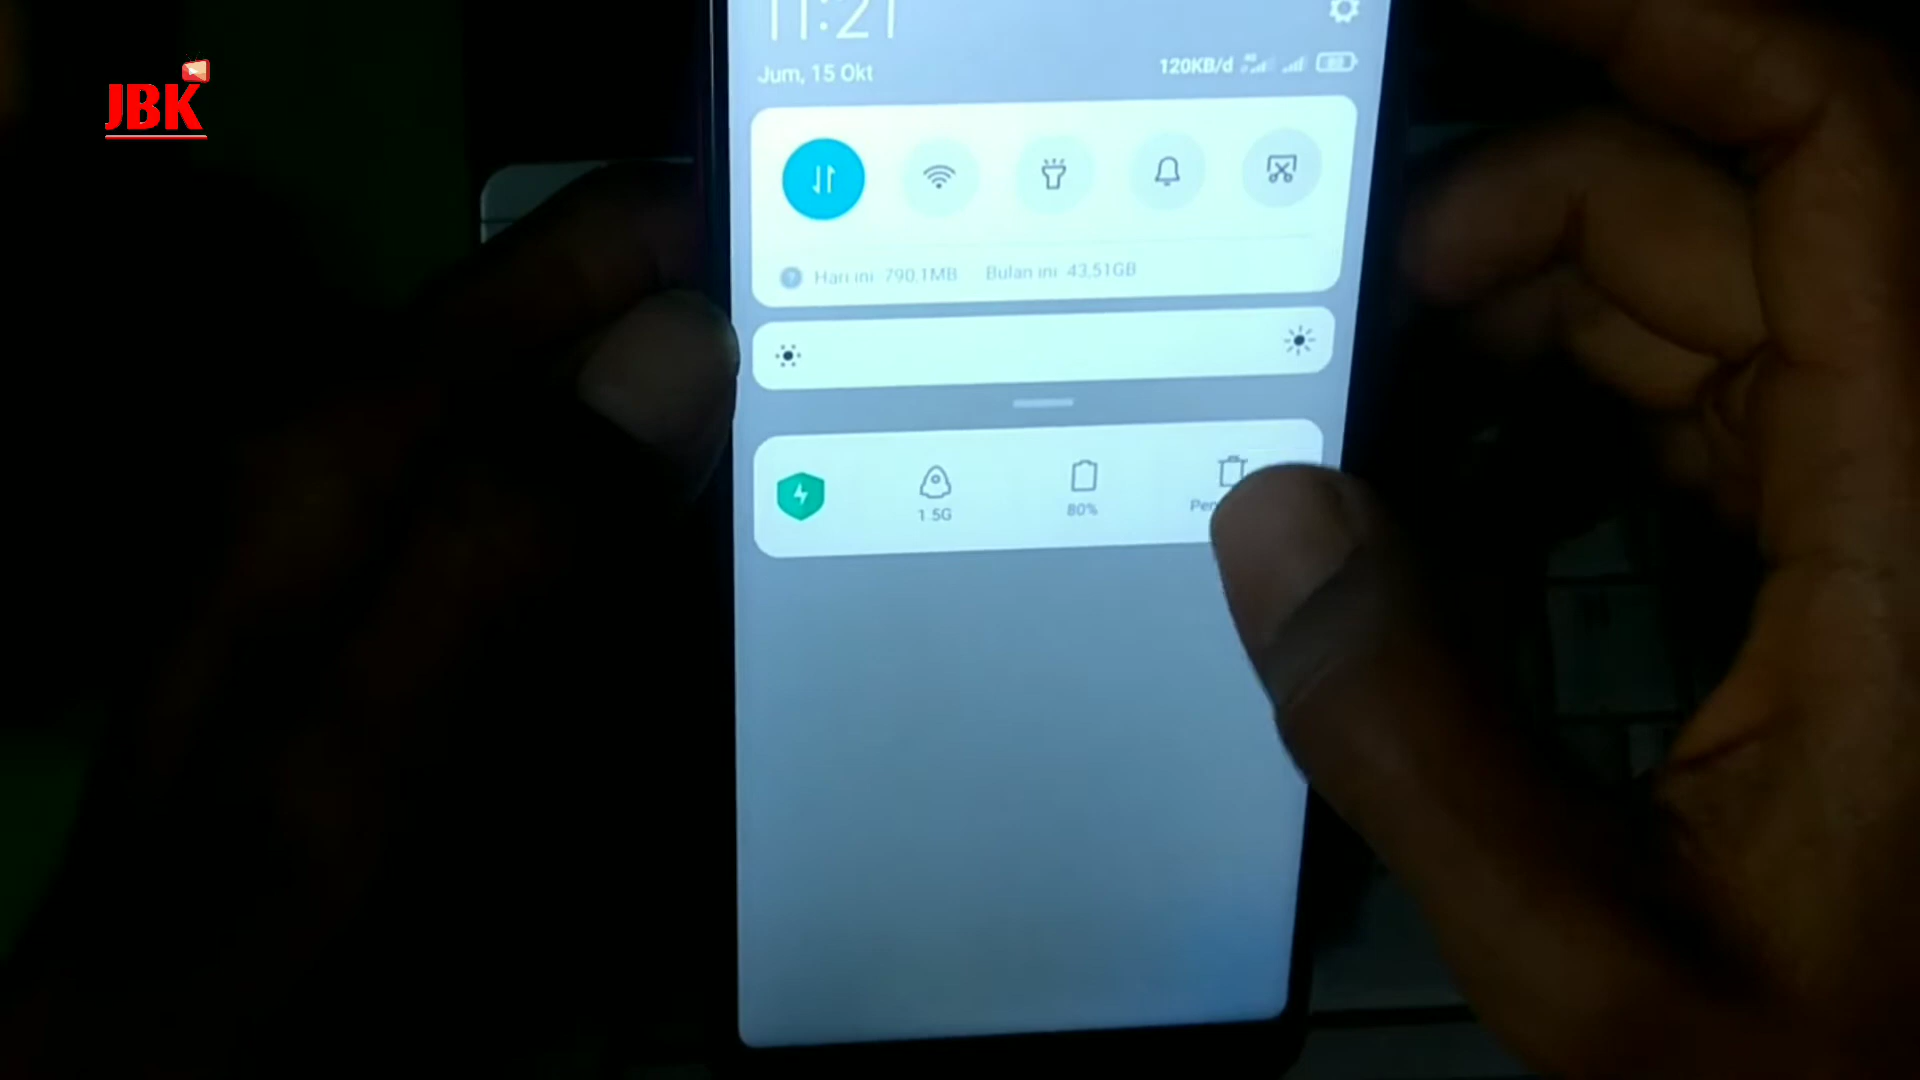 JBK
11:21
Jum, 15 Okt
120KB/d
Hari ini: 790,1MB Bulan ini: 43,51GB
1.5G
80%